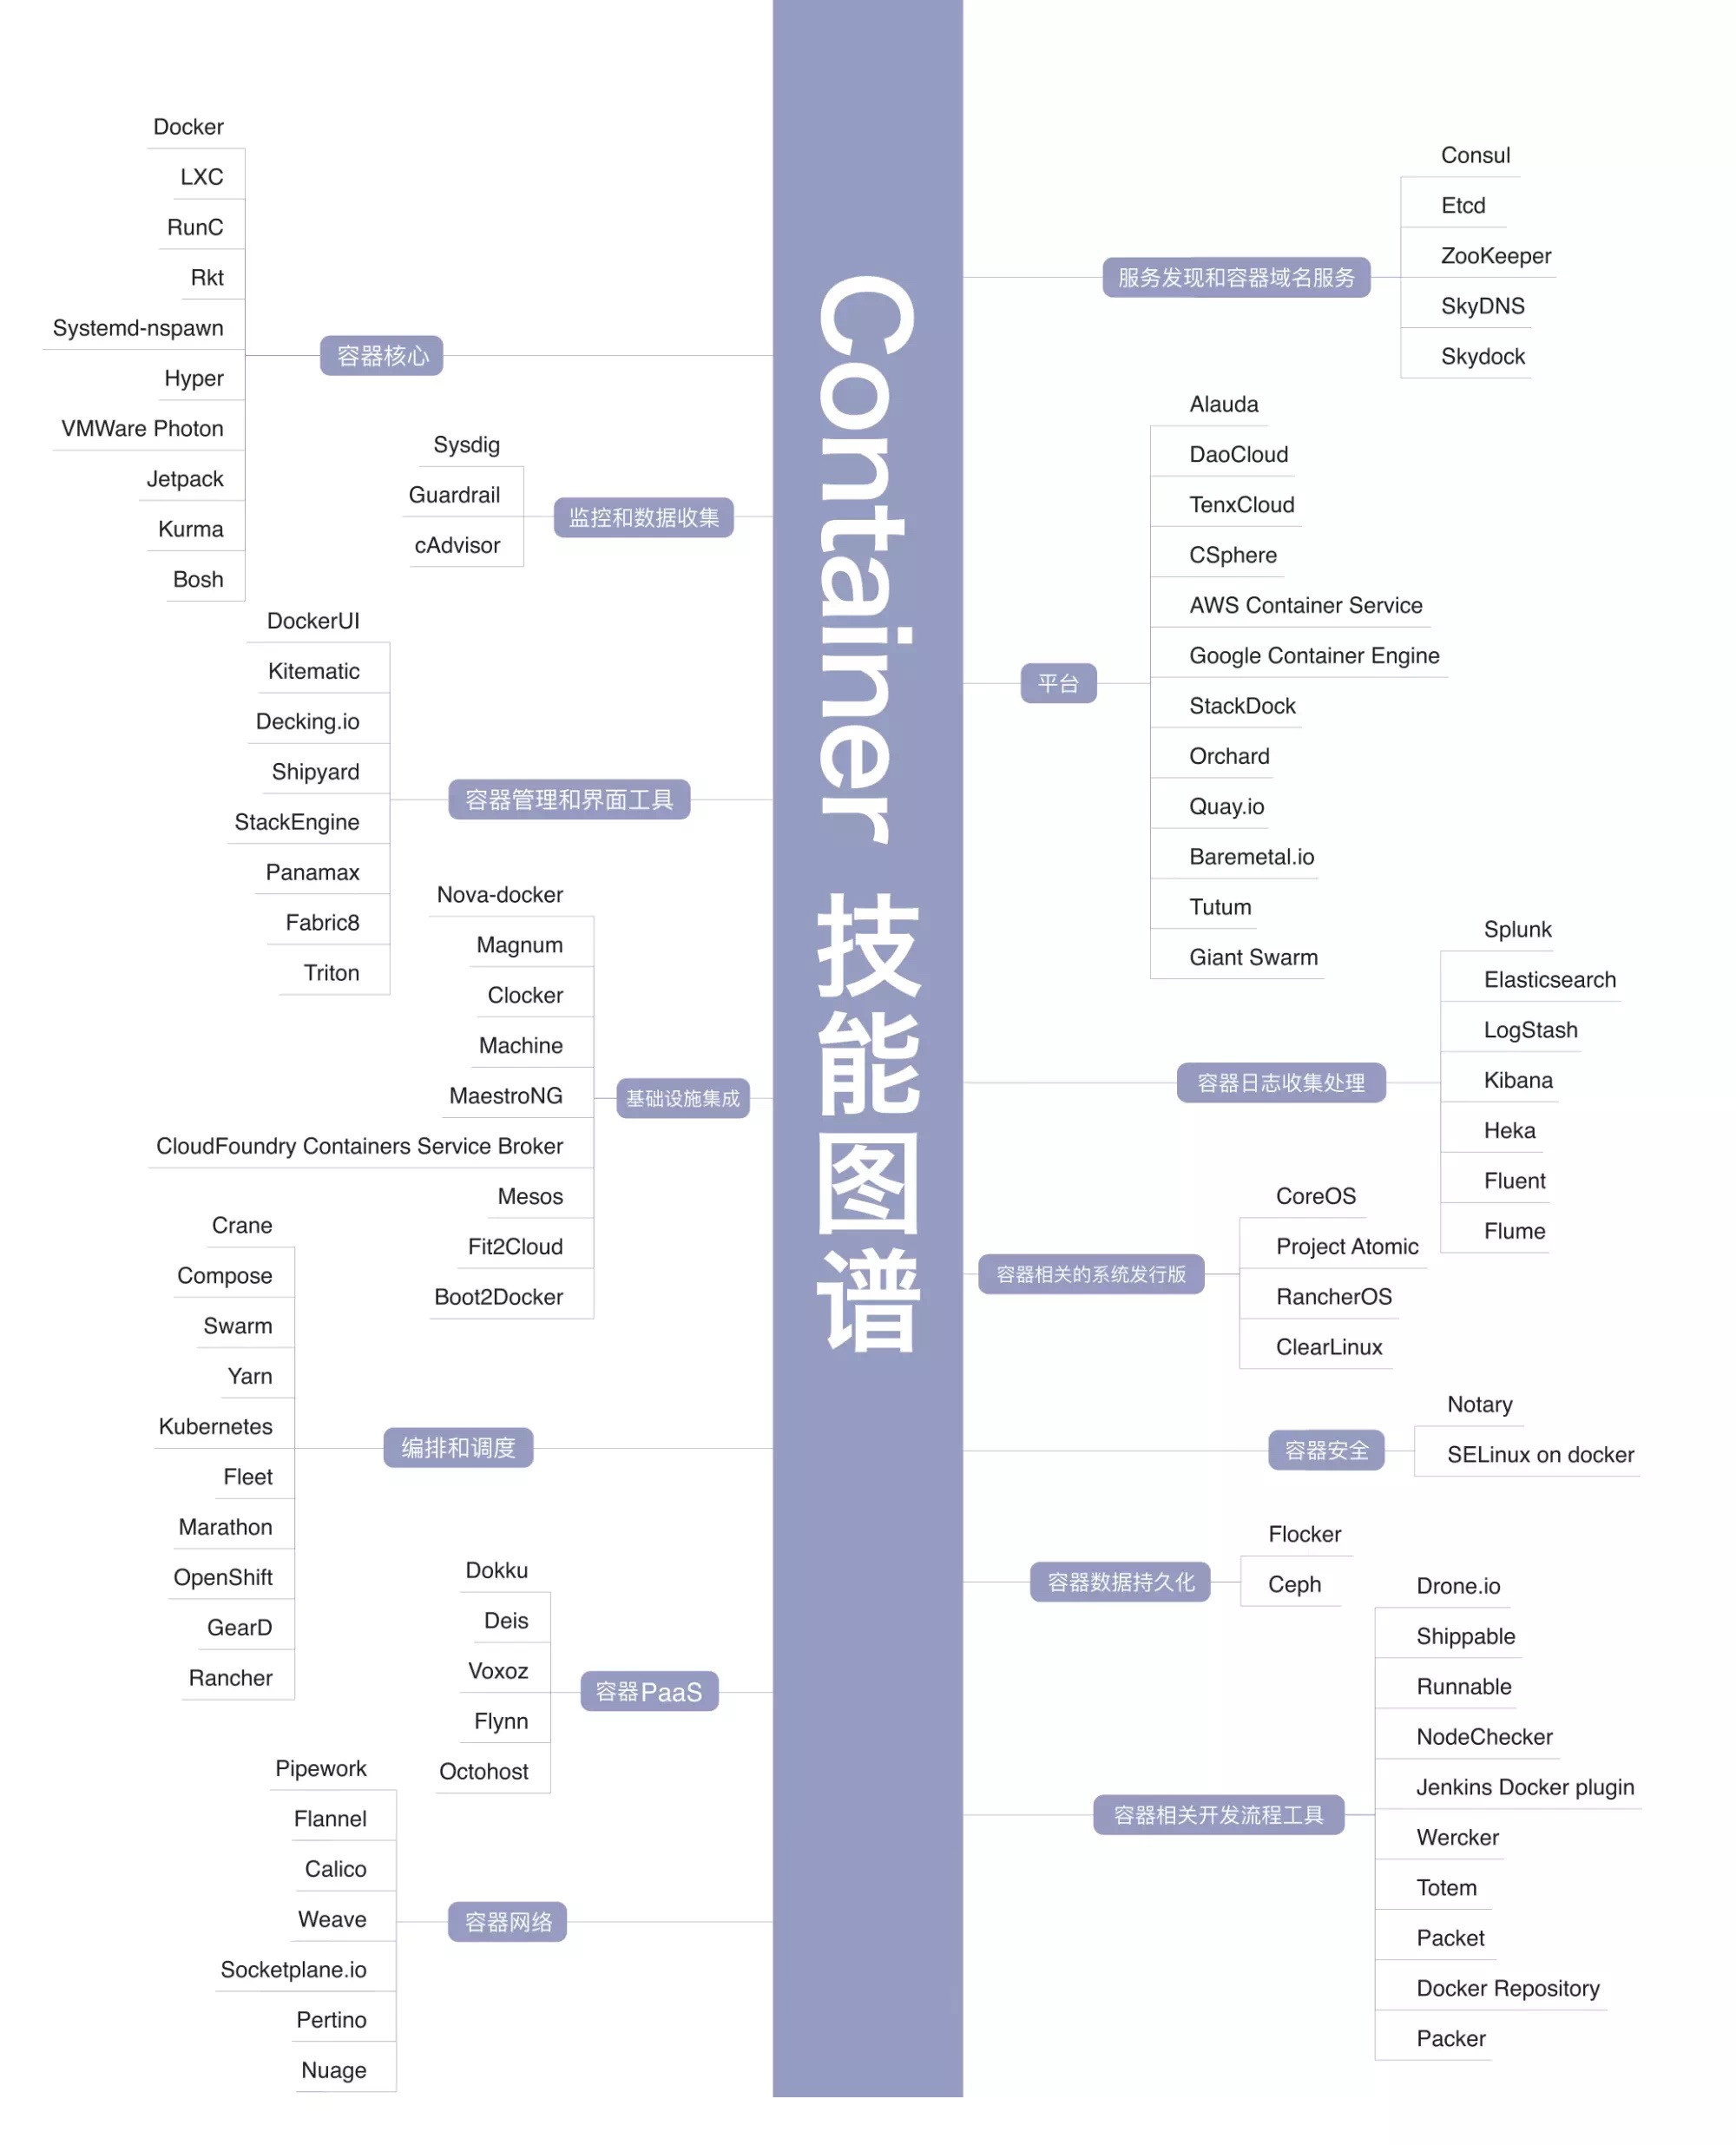 Container 技能图谱
容器核心
Docker
LXC
RunC
Rkt
Systemd-nspawn
Hyper
VMWare Photon
Jetpack
Kurma
Bosh
监控和数据收集
Sysdig
Guardrail
cAdvisor
容器管理和界面工具
DockerUI
Kitematic
Decking.io
Shipyard
StackEngine
Panamax
Fabric8
Triton
基础设施集成
Nova-docker
Magnum
Clocker
Machine
MaestroNG
CloudFoundry Containers Service Broker
Mesos
Fit2Cloud
Boot2Docker
编排和调度
Crane
Compose
Swarm
Yarn
Kubernetes
Fleet
Marathon
OpenShift
GearD
Rancher
容器PaaS
Dokku
Deis
Voxoz
Flynn
Octohost
容器网络
Pipework
Flannel
Calico
Weave
Socketplane.io
Pertino
Nuage
服务发现和容器域名服务
Consul
Etcd
ZooKeeper
SkyDNS
Skydock
平台
Alauda
DaoCloud
TenxCloud
CSphere
AWS Container Service
Google Container Engine
StackDock
Orchard
Quay.io
Baremetal.io
Tutum
Giant Swarm
容器日志收集处理
Splunk
Elasticsearch
LogStash
Kibana
Heka
Fluent
Flume
容器相关的系统发行版
CoreOS
Project Atomic
RancherOS
ClearLinux
容器安全
Notary
SELinux on docker
容器数据持久化
Flocker
Ceph
容器相关开发流程工具
Drone.io
Shippable
Runnable
NodeChecker
Jenkins Docker plugin
Wercker
Totem
Packet
Docker Repository
Packer